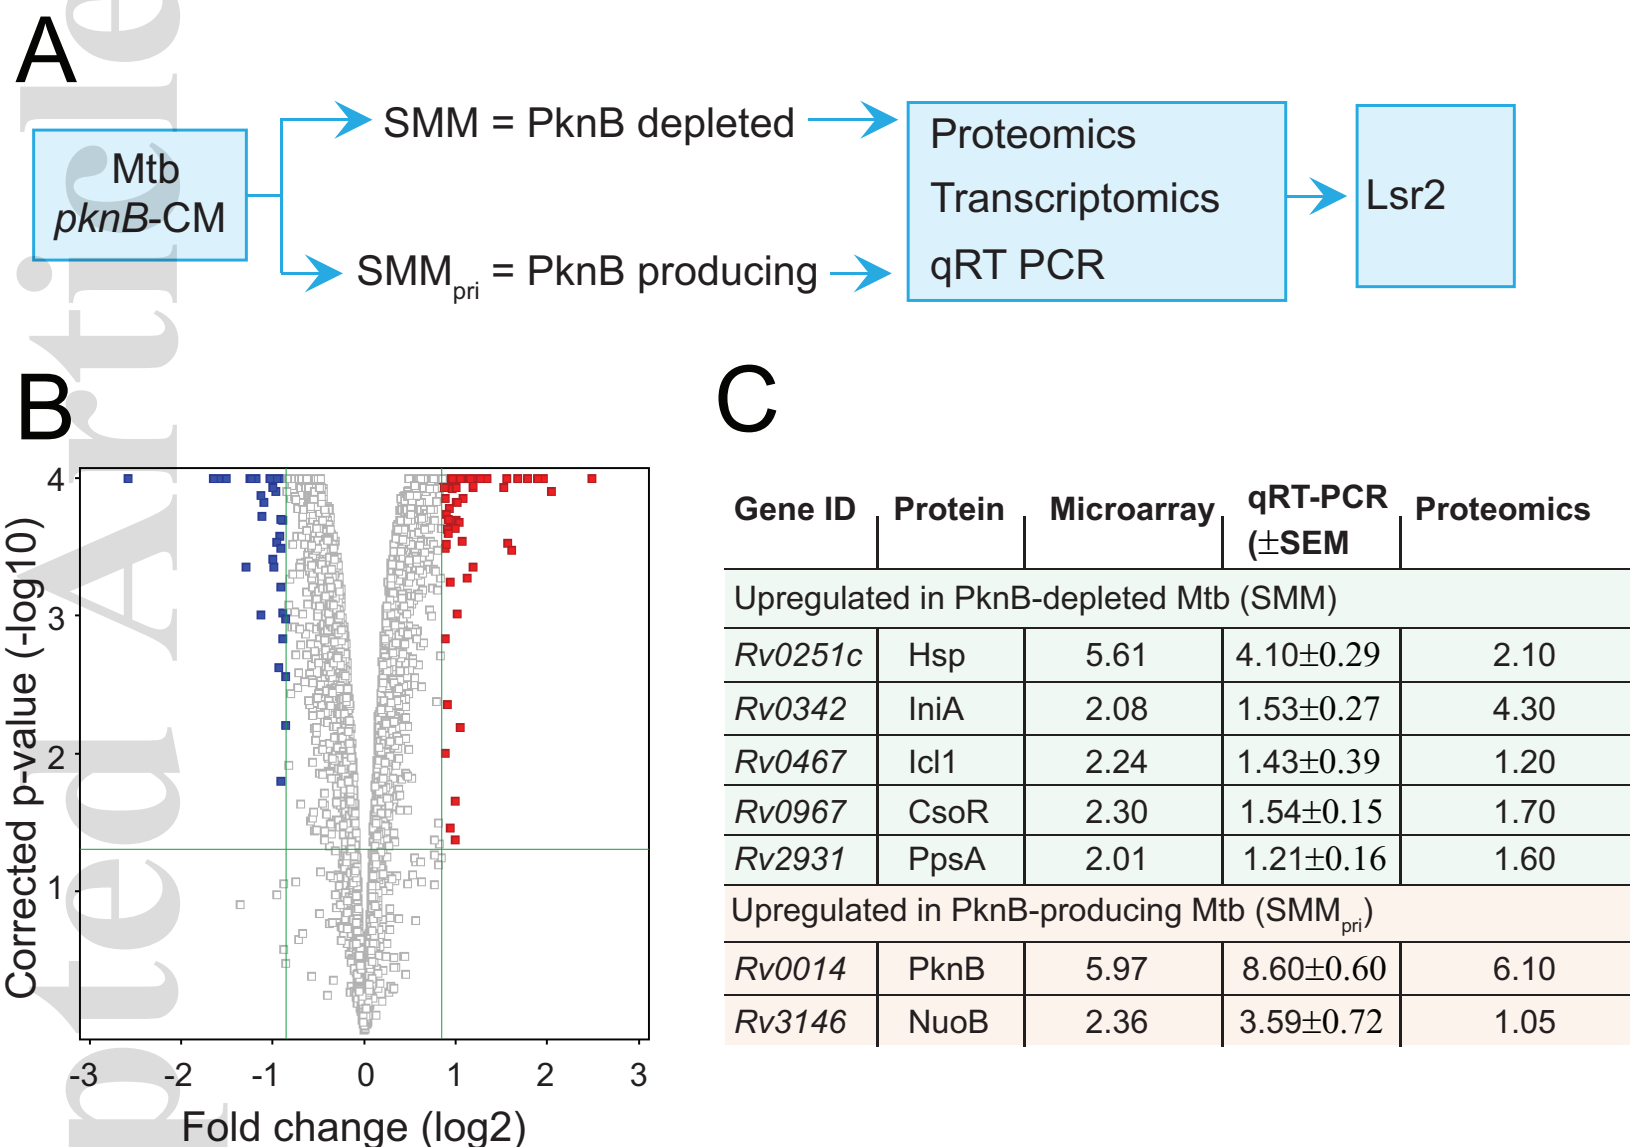 A
Mtb
pknB-CM
SMM = PknB depleted
SMMpri = PknB producing
Proteomics
Transcriptomics
qRT PCR
Lsr2
B
4
3
2
1
-3 -2 -1 0 1 2 3
Corrected p-value (-log10)
Fold change (log2)
C
Gene ID Protein Microarray qRT-PCR (±SEM Proteomics
Upregulated in PknB-depleted Mtb (SMM)
Rv0251c Hsp 5.61 4.10±0.29 2.10
Rv0342 IniA 2.08 1.53±0.27 4.30
Rv0467 Icl1 2.24 1.43±0.39 1.20
Rv0967 CsoR 2.30 1.54±0.15 1.70
Rv2931 PpsA 2.01 1.21±0.16 1.60
Upregulated in PknB-producing Mtb (SMMpri)
Rv0014 PknB 5.97 8.60±0.60 6.10
Rv3146 NuoB 2.36 3.59±0.72 1.05
pted Article